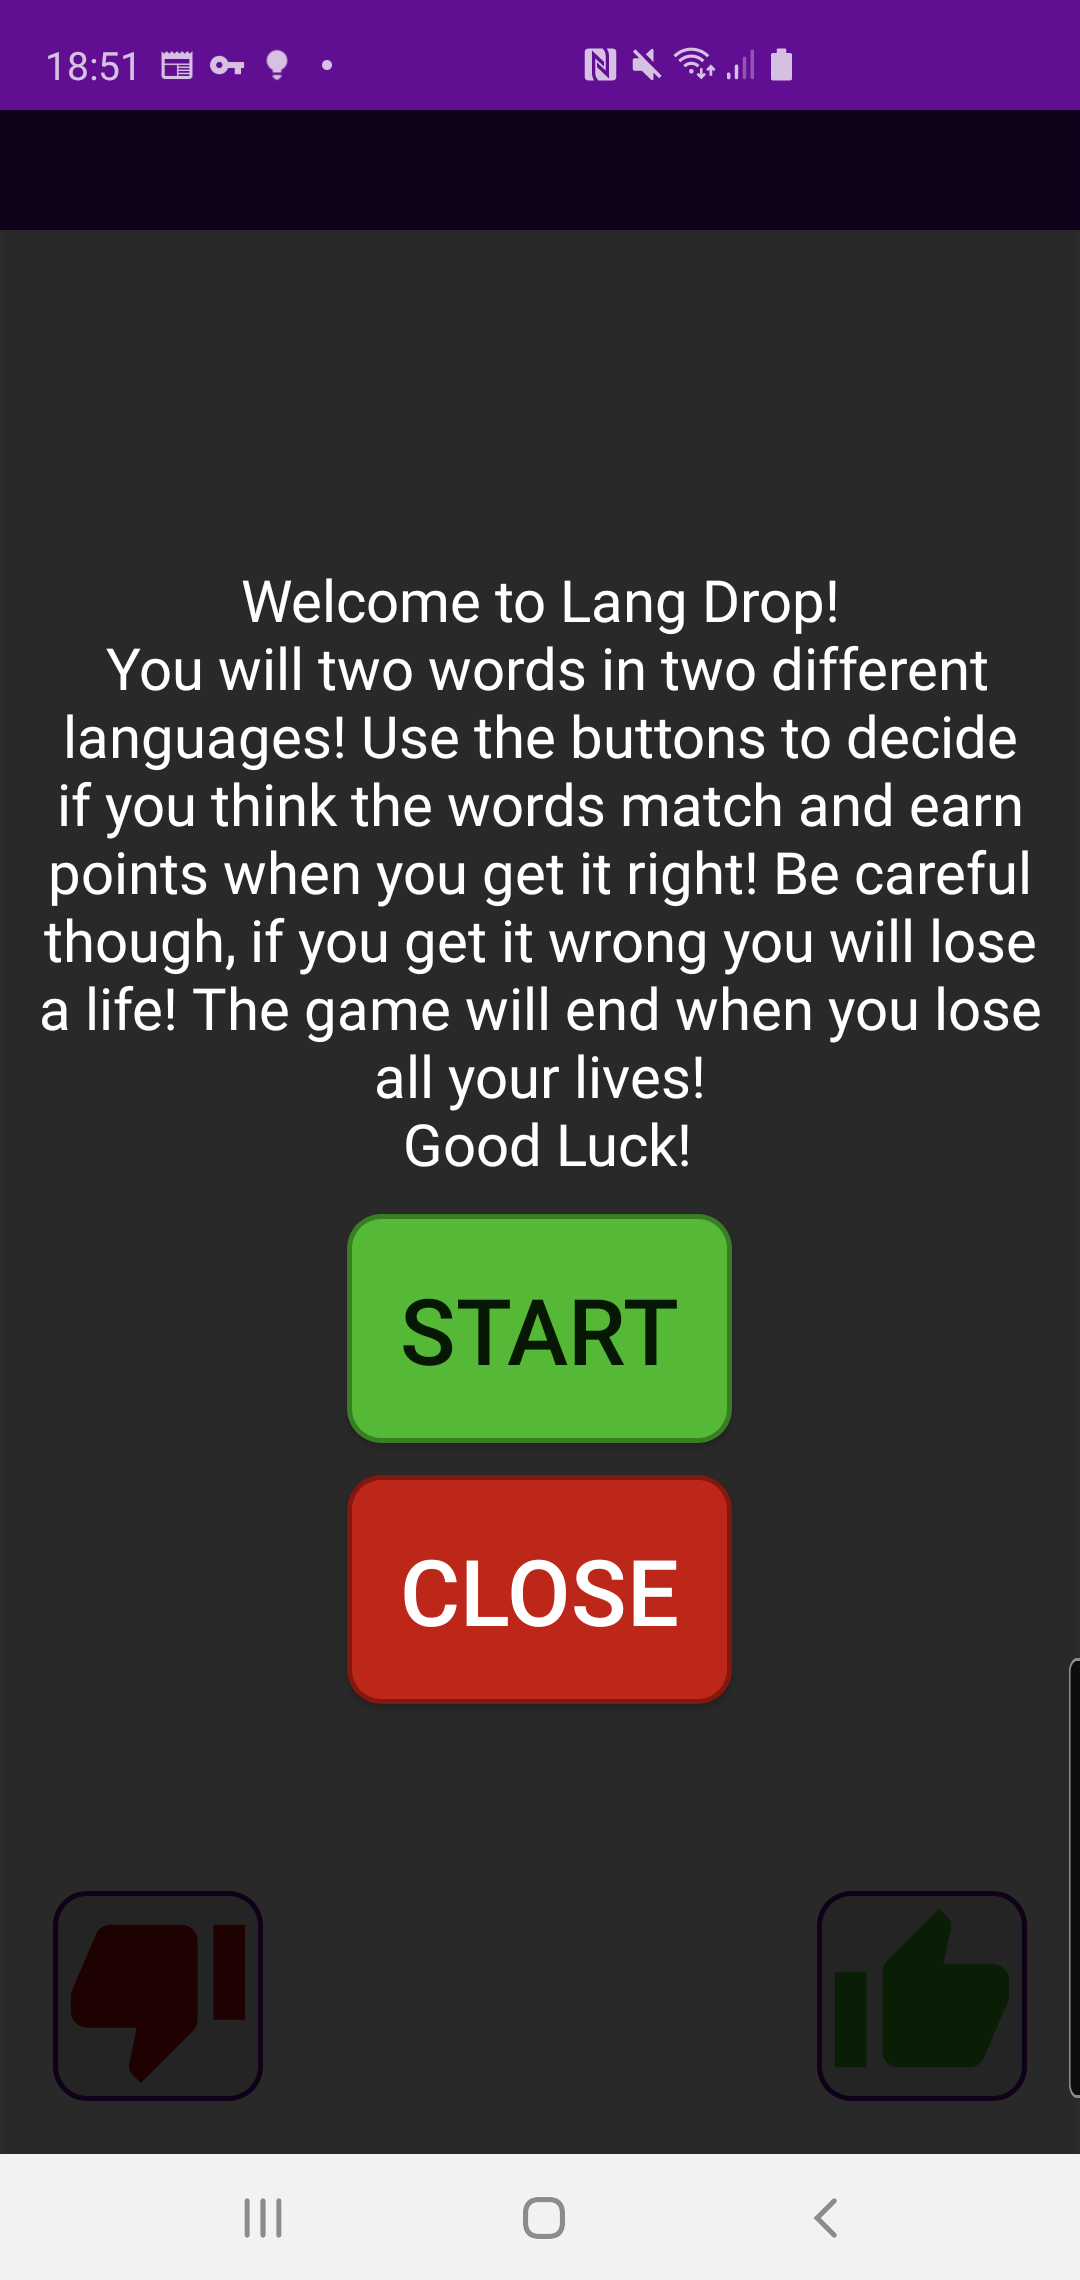 18:51
Welcome to Lang Drop!
You will two words in two different
languages! Use the buttons to decide
if you think the words match and earn
points when you get it right! Be careful
though, if you get it wrong you will lose
a life! The game will end when you lose
all your lives!
Good Luck!
START
CLOSE